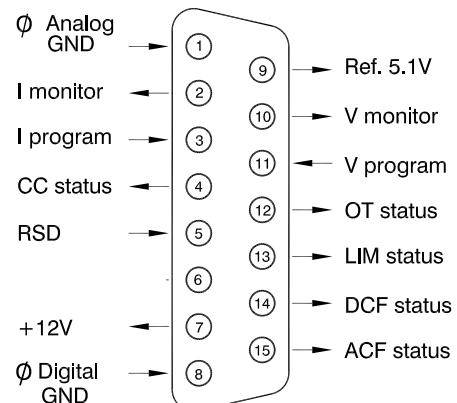 Ø Analog
GND
1
I monitor
2
I program
3
CC status
4
RSD
5
6
+12V
7
Ø Digital
GND
8
9
Ref. 5.1V
10
V monitor
11
V program
12
OT status
13
LIM status
14
DCF status
15
ACF status